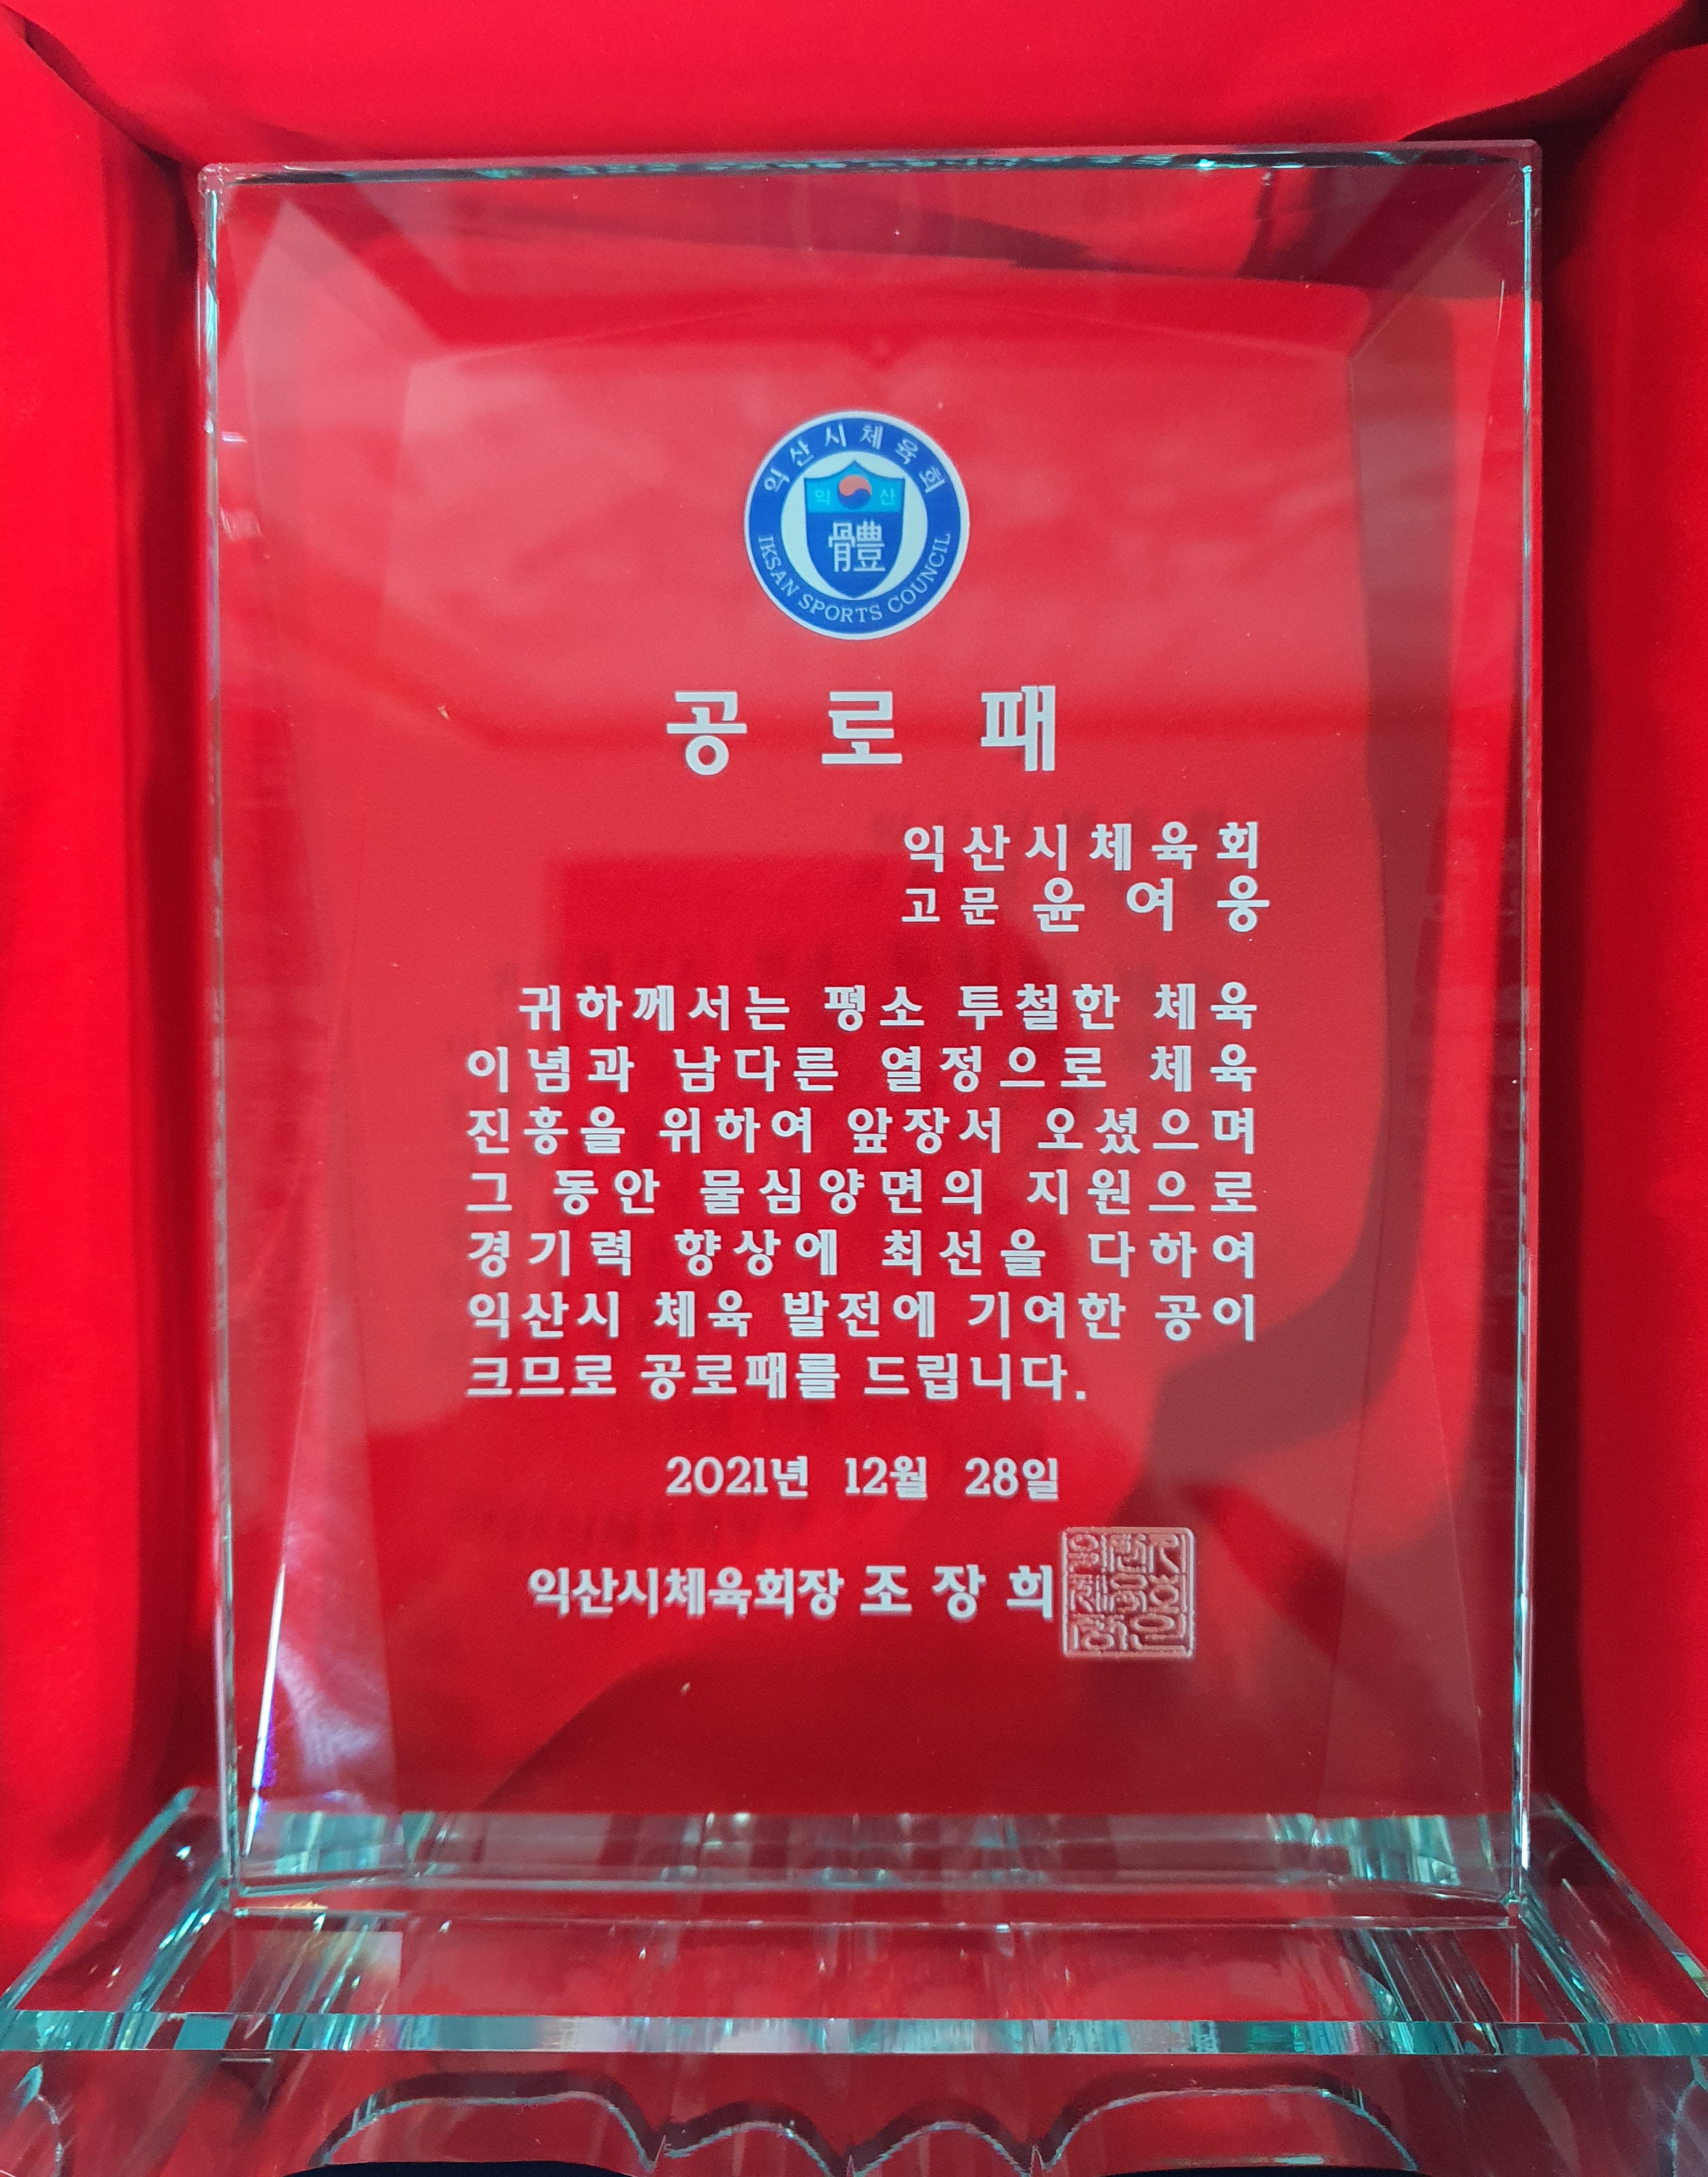 익산시체육회
익 산
體
IKSAN SPORTS COUNCIL
공로패
익산시체육회
고문 윤여웅
귀하께서는 평소 투철한 체육
이념과 남다른 열정으로 체육
진흥을 위하여 앞장서 오셨으며
그 동안 물심양면의 지원으로
경기력 향상에 최선을 다하여
익산시 체육 발전에 기여한 공이
크므로 공로패를 드립니다.
2021년 12월 28일
익산시체육회장 조장희